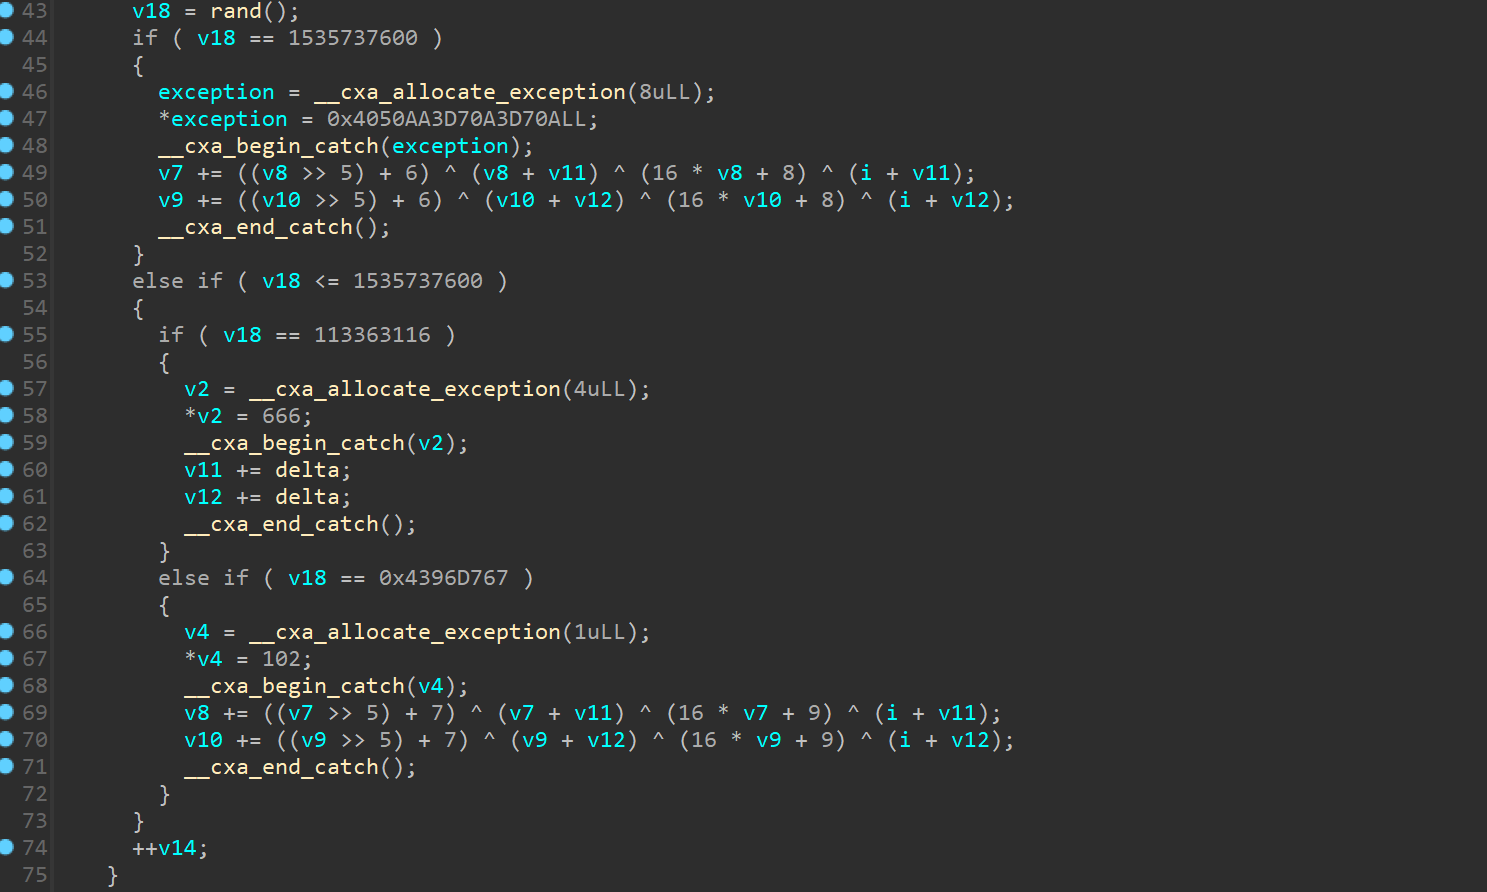 43 v18 = rand();
44 if ( v18 == 1535737600 )
45 {
46 exception = __cxa_allocate_exception(8uLL);
47 *exception = 0x4050AA3D70A3D70ALL;
48 __cxa_begin_catch(exception);
49 v7 += ((v8 >> 5) + 6) ^ (v8 + v11) ^ (16 * v8 + 8) ^ (i + v11);
50 v9 += ((v10 >> 5) + 6) ^ (v10 + v12) ^ (16 * v10 + 8) ^ (i + v12);
51 __cxa_end_catch();
52 }
53 else if ( v18 <= 1535737600 )
54 {
55 if ( v18 == 113363116 )
56 {
57 v2 = __cxa_allocate_exception(4uLL);
58 *v2 = 666;
59 __cxa_begin_catch(v2);
60 v11 += delta;
61 v12 += delta;
62 __cxa_end_catch();
63 }
64 else if ( v18 == 0x4396D767 )
65 {
66 v4 = __cxa_allocate_exception(1uLL);
67 *v4 = 102;
68 __cxa_begin_catch(v4);
69 v8 += ((v7 >> 5) + 7) ^ (v7 + v11) ^ (16 * v7 + 9) ^ (i + v11);
70 v10 += ((v9 >> 5) + 7) ^ (v9 + v12) ^ (16 * v9 + 9) ^ (i + v12);
71 __cxa_end_catch();
72 }
73 }
74 ++v14;
75 }